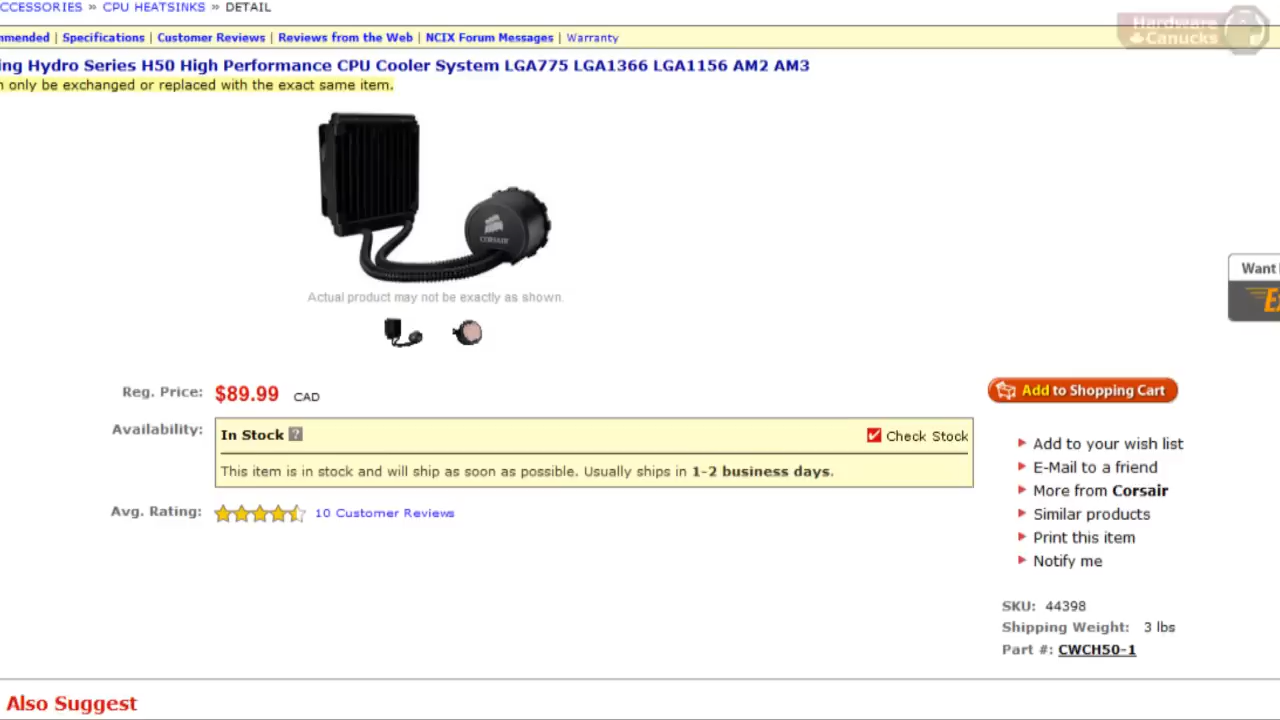 CCESSORIES » CPU HEATSINKS » DETAIL
Hardware
Canucks
mmended | Specifications | Customer Reviews | Reviews from the Web | NCIX Forum Messages | Warranty
ing Hydro Series H50 High Performance CPU Cooler System LGA775 LGA1366 LGA1156 AM2 AM3
n only be exchanged or replaced with the exact same item.
CORSAIR
Actual product may not be exactly as shown.
Want
E
Reg. Price: $89.99 CAD
Add to Shopping Cart
Availability: In Stock ? Check Stock
This item is in stock and will ship as soon as possible. Usually ships in 1-2 business days.
Avg. Rating: 10 Customer Reviews
Add to your wish list
E-Mail to a friend
More from Corsair
Similar products
Print this item
Notify me
SKU: 44398
Shipping Weight: 3 lbs
Part #: CWCH50-1
Also Suggest